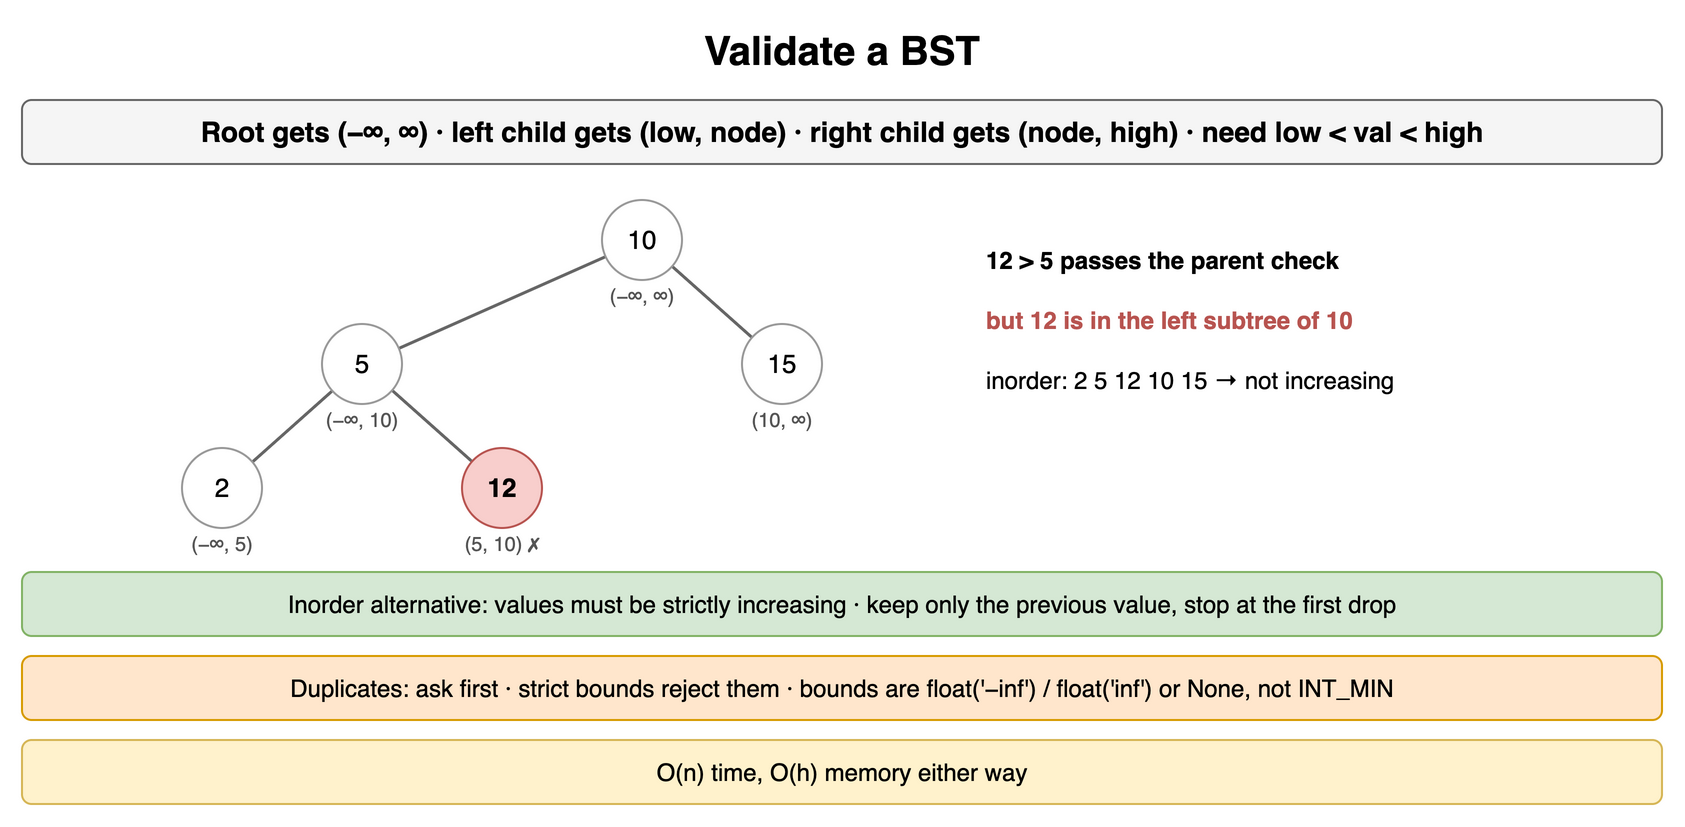 Validate a BST
Root gets (–∞, ∞) · left child gets (low, node) · right child gets (node, high) · need low < val < high
10
(–∞, ∞)
12 > 5 passes the parent check
but 12 is in the left subtree of 10
inorder: 2 5 12 10 15 → not increasing
5
(–∞, 10)
15
(10, ∞)
2
(–∞, 5)
12
(5, 10) ✗
Inorder alternative: values must be strictly increasing · keep only the previous value, stop at the first drop
Duplicates: ask first · strict bounds reject them · bounds are float('–inf') / float('inf') or None, not INT_MIN
O(n) time, O(h) memory either way